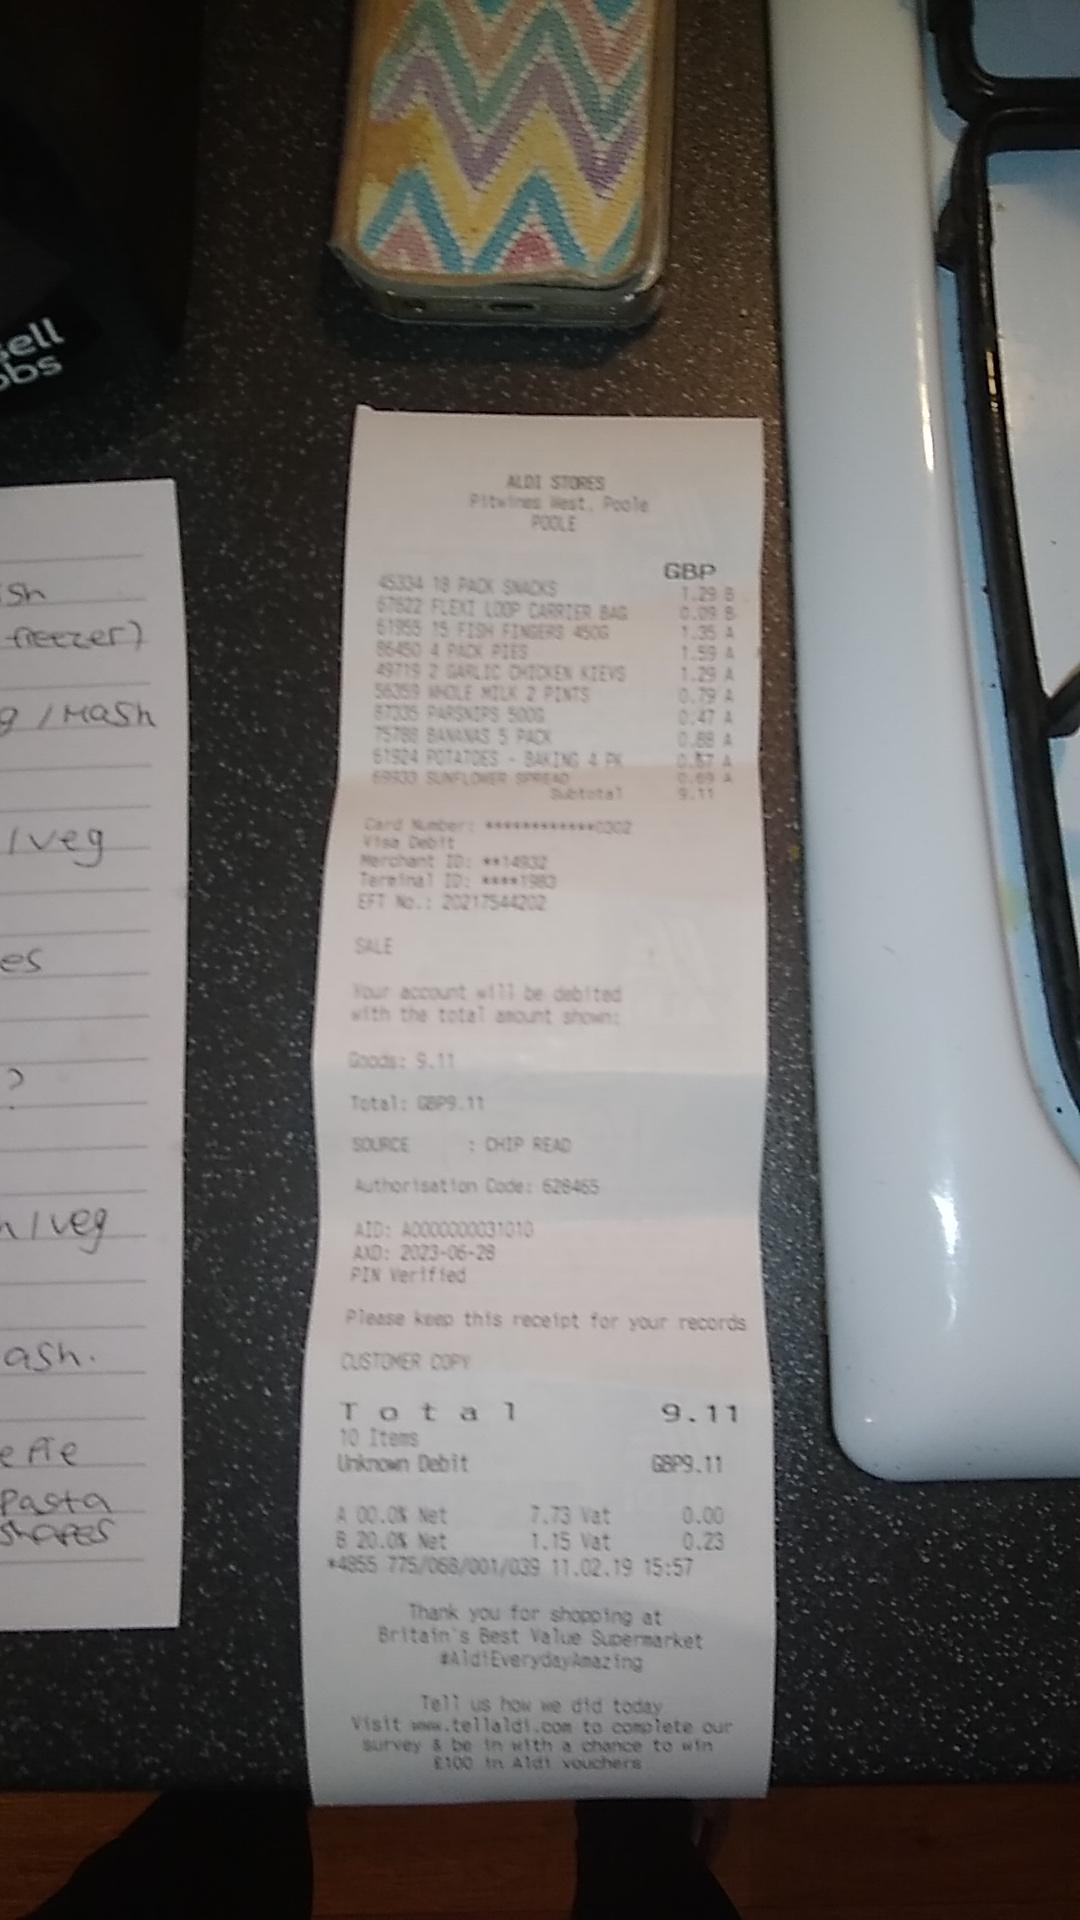 ell
obs
sh
freezer)
g / Mash
/ veg
es
?
n / veg
ash.
e Pie
Pasta
shapes
ALDI STORES
Pitwines West, Poole
POOLE
GBP
45334 18 PACK SNACKS 1.29 B
67622 FLEXI LOOP CARRIER BAG 0.09 B
61955 15 FISH FINGERS 450G 1.35 A
86450 4 PACK PIES 1.59 A
49719 2 GARLIC CHICKEN KIEVS 1.29 A
56359 WHOLE MILK 2 PINTS 0.79 A
87335 PARSNIPS 500G 0.47 A
75788 BANANAS 5 PACK 0.88 A
61924 POTATOES - BAKING 4 PK 0.67 A
69933 SUNFLOWER SPREAD 0.69 A
Subtotal 9.11
Card Number: ************0302
Visa Debit
Merchant ID: **14932
Terminal ID: ****1983
EFT No.: 20217544202
SALE
Your account will be debited
with the total amount shown:
Goods: 9.11
Total: GBP9.11
SOURCE : CHIP READ
Authorisation Code: 628465
AID: A0000000031010
AXD: 2023-06-28
PIN Verified
Please keep this receipt for your records
CUSTOMER COPY
Total 9.11
10 Items
Unknown Debit GBP9.11
A 00.0% Net 7.73 Vat 0.00
B 20.0% Net 1.15 Vat 0.23
*4855 775/068/001/039 11.02.19 15:57
Thank you for shopping at
Britain's Best Value Supermarket
#AldiEverydayAmazing
Tell us how we did today
Visit www.tellaldi.com to complete our
survey & be in with a chance to win
£100 in Aldi vouchers